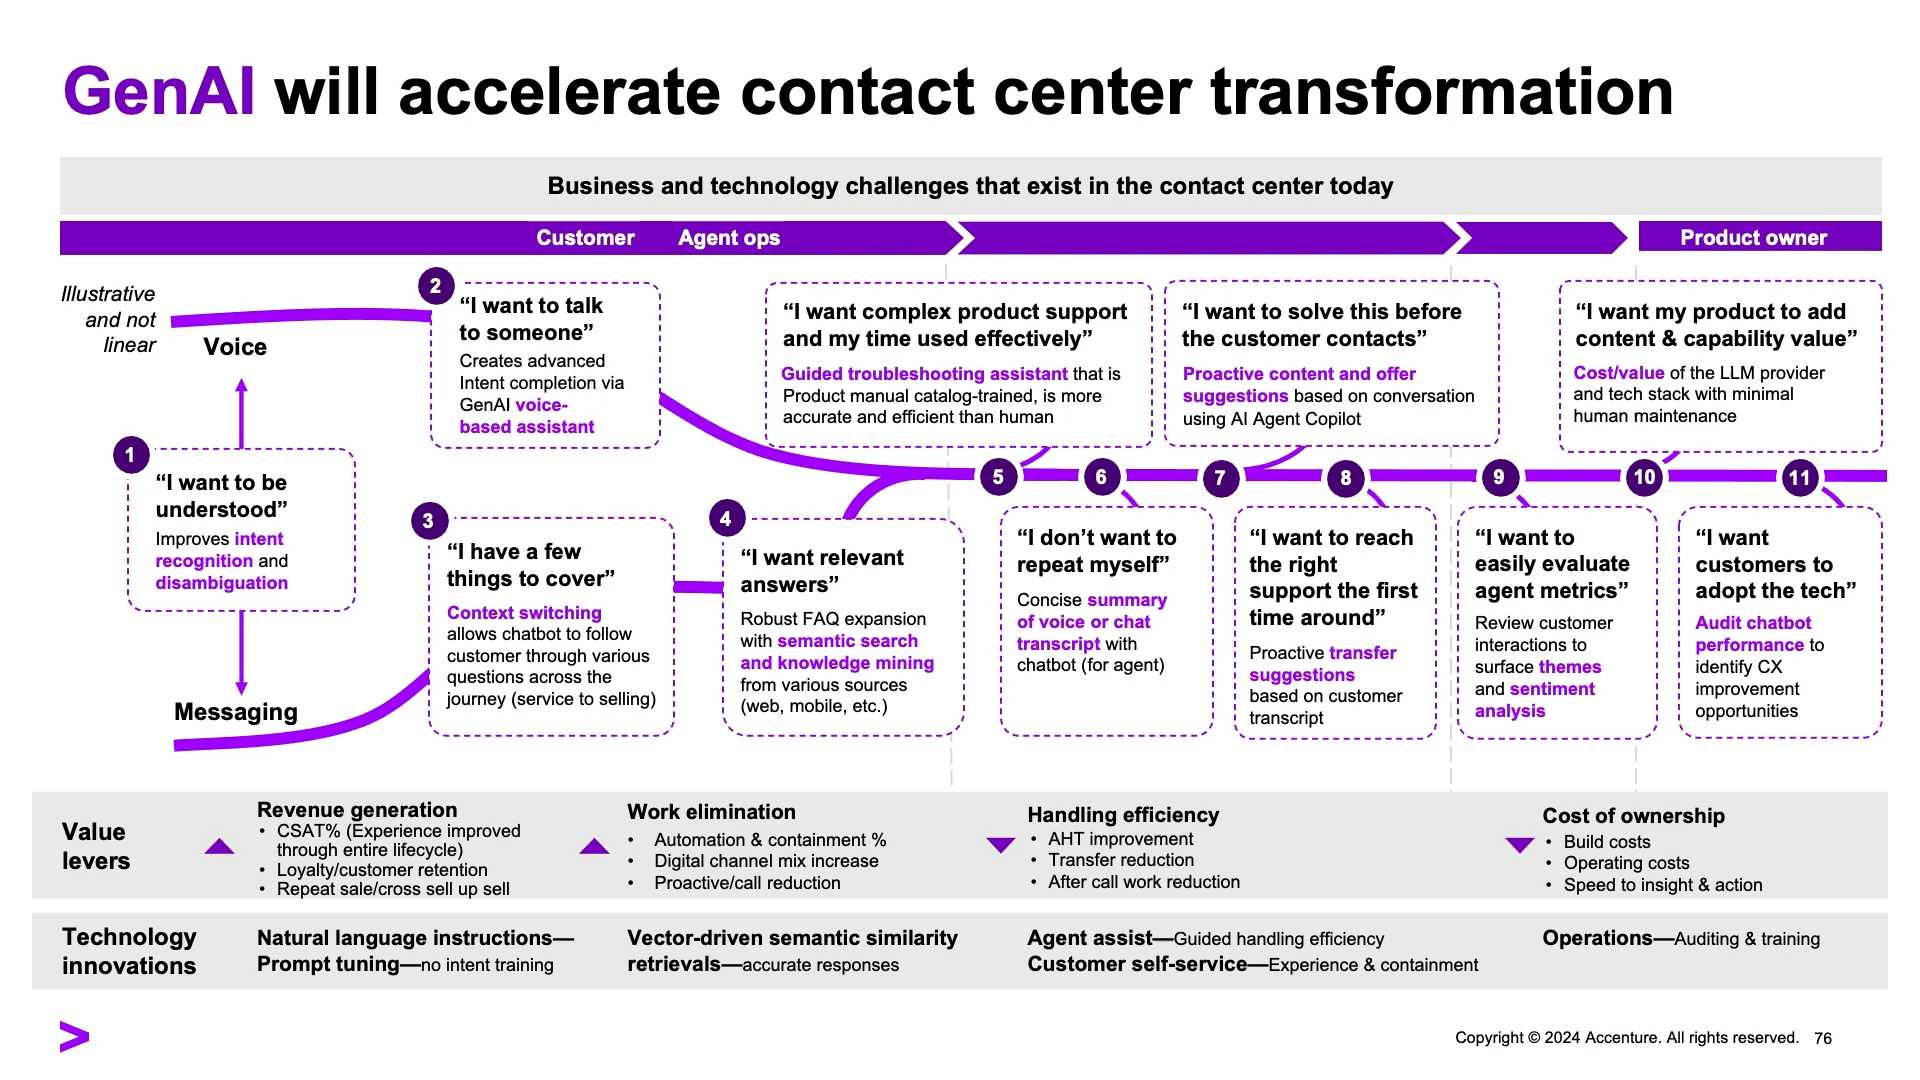 GenAI will accelerate contact center transformation
Business and technology challenges that exist in the contact center today
Customer
Agent ops
Product owner
Illustrative
and not
linear
Voice
Messaging
1
“I want to be
understood”
Improves intent
recognition and
disambiguation
2
“I want to talk
to someone”
Creates advanced
Intent completion via
GenAI voice-
based assistant
3
“I have a few
things to cover”
Context switching
allows chatbot to follow
customer through various
questions across the
journey (service to selling)
4
“I want relevant
answers”
Robust FAQ expansion
with semantic search
and knowledge mining
from various sources
(web, mobile, etc.)
“I want complex product support
and my time used effectively”
Guided troubleshooting assistant that is
Product manual catalog-trained, is more
accurate and efficient than human
5
6
“I don’t want to
repeat myself”
Concise summary
of voice or chat
transcript with
chatbot (for agent)
“I want to solve this before
the customer contacts”
Proactive content and offer
suggestions based on conversation
using AI Agent Copilot
7
8
“I want to reach
the right
support the first
time around”
Proactive transfer
suggestions
based on customer
transcript
9
“I want to
easily evaluate
agent metrics”
Review customer
interactions to
surface themes
and sentiment
analysis
“I want my product to add
content & capability value”
Cost/value of the LLM provider
and tech stack with minimal
human maintenance
10
11
“I want
customers to
adopt the tech”
Audit chatbot
performance to
identify CX
improvement
opportunities
Value
levers
Revenue generation
• CSAT% (Experience improved
through entire lifecycle)
• Loyalty/customer retention
• Repeat sale/cross sell up sell
Work elimination
• Automation & containment %
• Digital channel mix increase
• Proactive/call reduction
Handling efficiency
• AHT improvement
• Transfer reduction
• After call work reduction
Cost of ownership
• Build costs
• Operating costs
• Speed to insight & action
Technology
innovations
Natural language instructions—
Prompt tuning—no intent training
Vector-driven semantic similarity
retrievals—accurate responses
Agent assist—Guided handling efficiency
Customer self-service—Experience & containment
Operations—Auditing & training
Copyright © 2024 Accenture. All rights reserved. 76